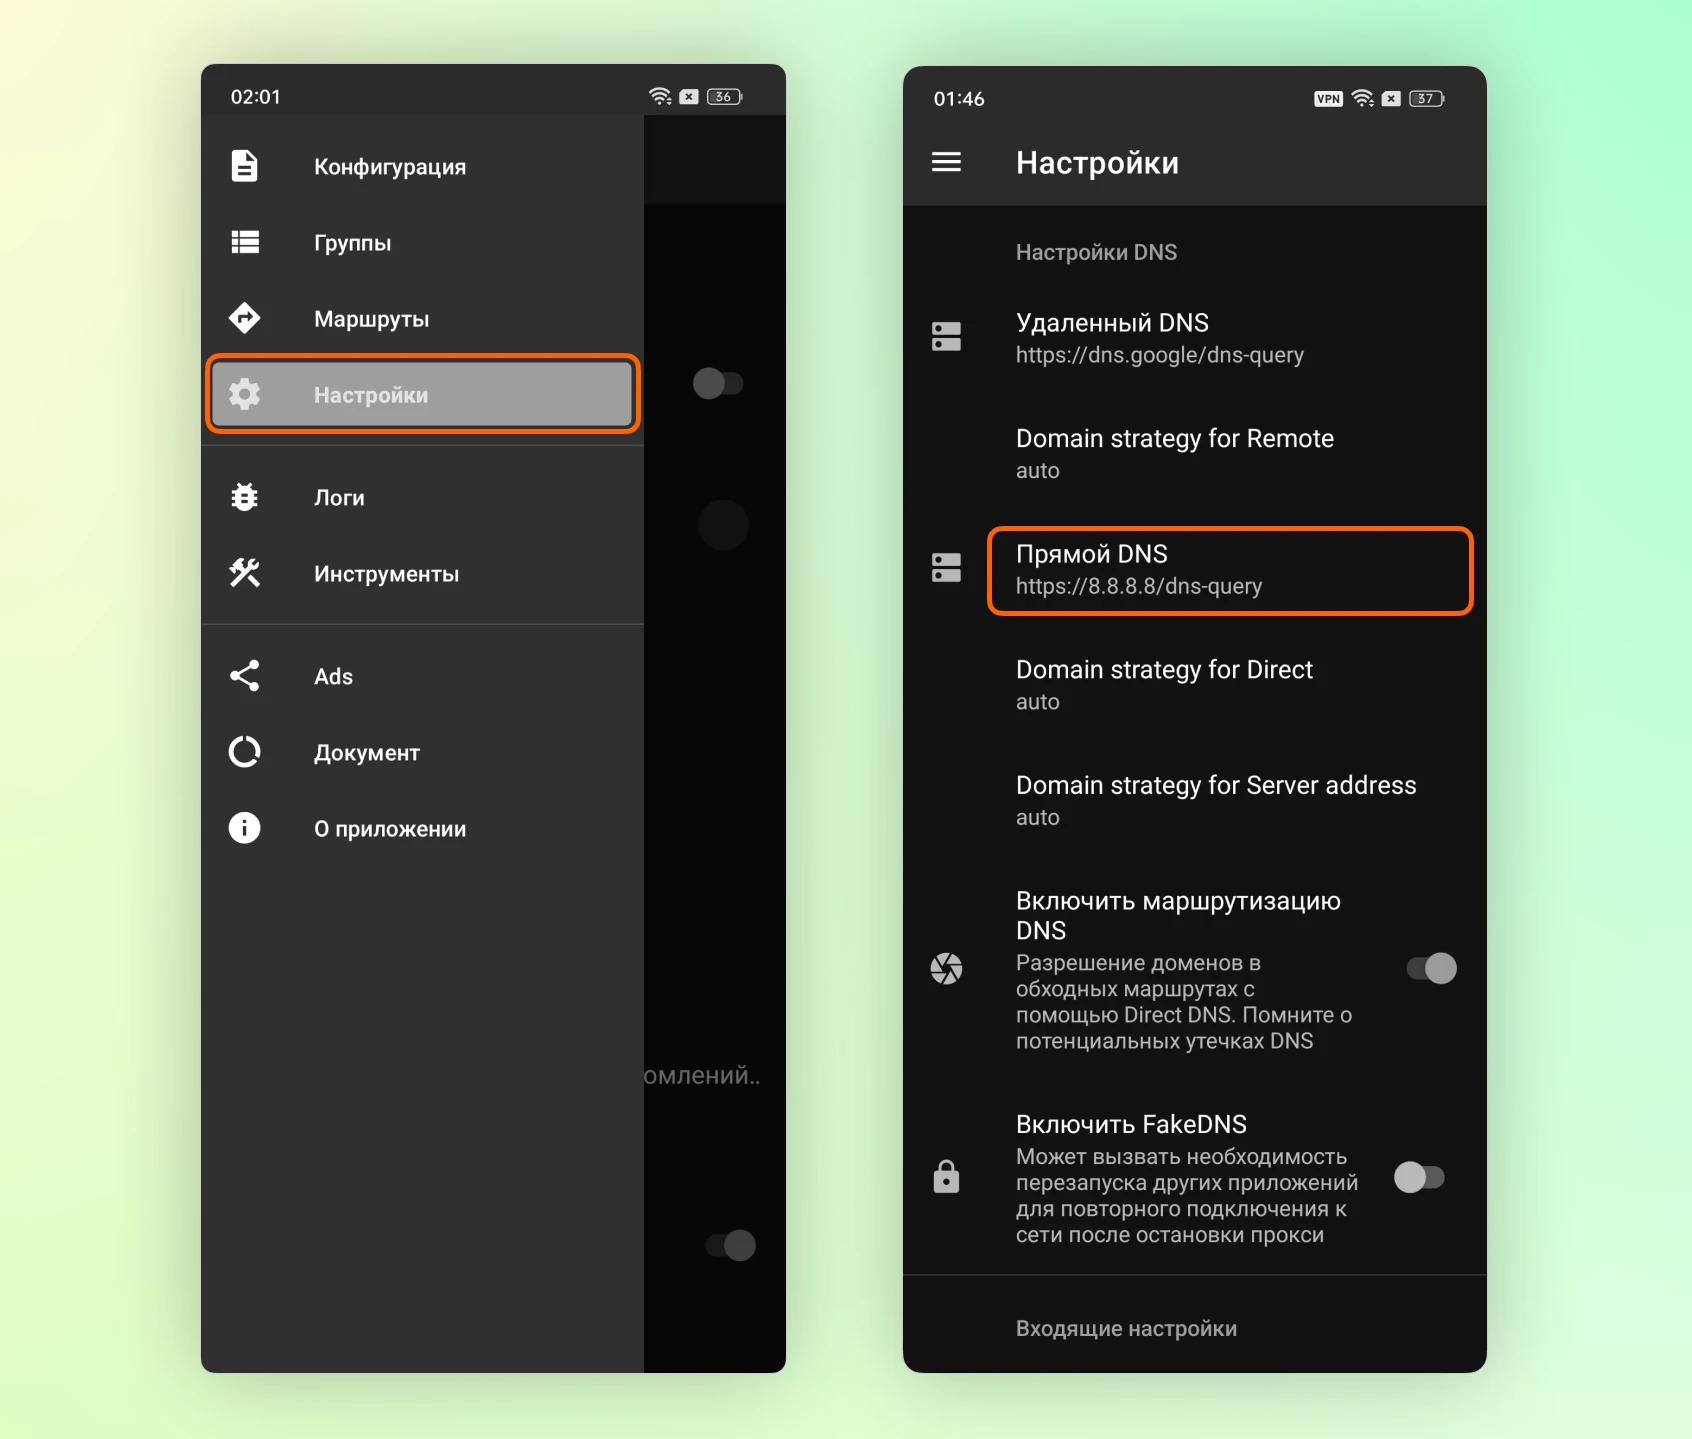 02:01
36
Конфигурация
Группы
Маршруты
Настройки
Логи
Инструменты
Ads
Документ
О приложении
омлений..
01:46
VPN
37
Настройки
Настройки DNS
Удаленный DNS
https://dns.google/dns-query
Domain strategy for Remote
auto
Прямой DNS
https://8.8.8.8/dns-query
Domain strategy for Direct
auto
Domain strategy for Server address
auto
Включить маршрутизацию
DNS
Разрешение доменов в
обходных маршрутах с
помощью Direct DNS. Помните о
потенциальных утечках DNS
Включить FakeDNS
Может вызвать необходимость
перезапуска других приложений
для повторного подключения к
сети после остановки прокси
Входящие настройки